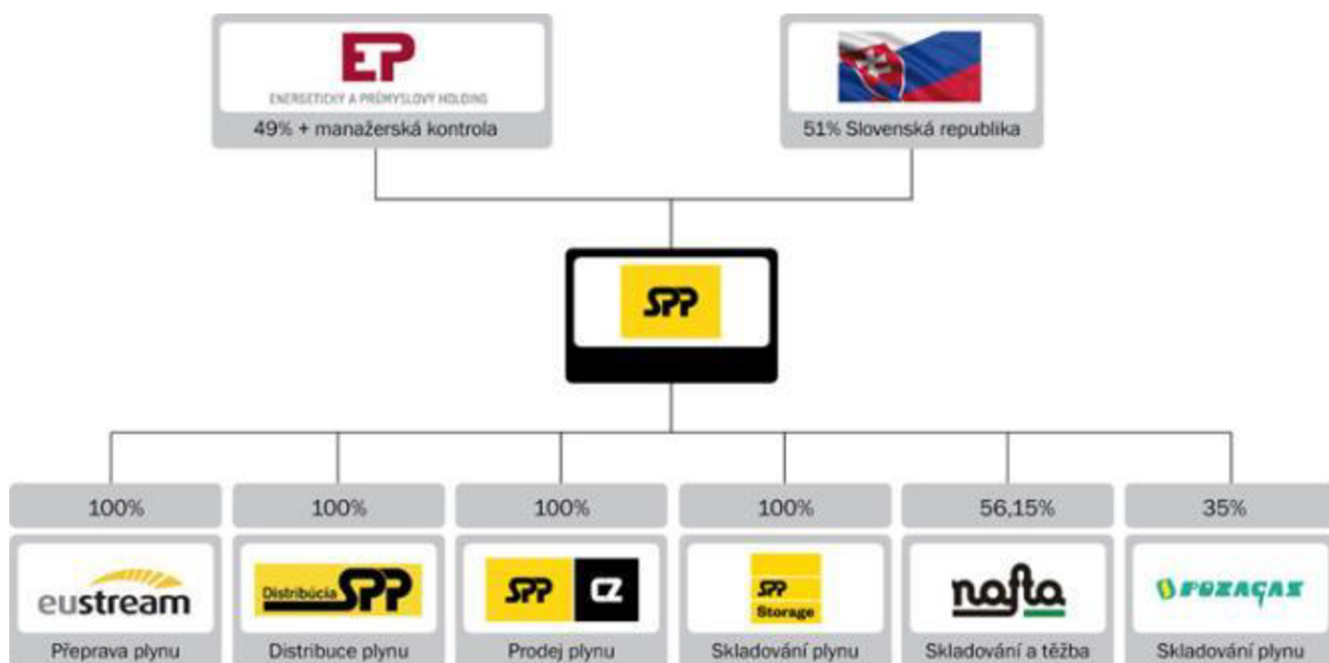 EP
ENERGETICKÝ A PRŮMYSLOVÝ HOLDING
49% + manažerská kontrola
51% Slovenská republika
SPP
100%
100%
100%
100%
56,15%
35%
eustream
Distribúcia SPP
SPP CZ
SPP
Storage
nafta
POZAGAS
Přeprava plynu
Distribuce plynu
Prodej plynu
Skladování plynu
Skladování a těžba
Skladování plynu